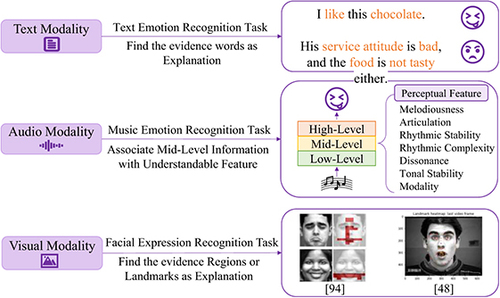 Text Modality
Text Emotion Recognition Task
Find the evidence words as
Explanation
I like this chocolate.
His service attitude is bad,
and the food is not tasty
either.
Audio Modality
Music Emotion Recognition Task
Associate Mid-Level Information
with Understandable Feature
High-Level
Mid-Level
Low-Level
Perceptual Feature
Melodiousness
Articulation
Rhythmic Stability
Rhythmic Complexity
Dissonance
Tonal Stability
Modality
Visual Modality
Facial Expression Recognition Task
Find the evidence Regions or
Landmarks as Explanation
[94]
[48]